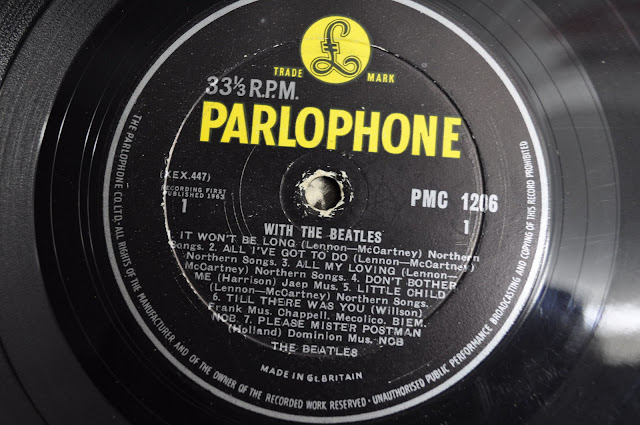 £
TRADE MARK
33⅓ R.P.M.
PARLOPHONE
(XEX.447)
RECORDING FIRST
PUBLISHED 1963
1
PMC 1206
1
WITH THE BEATLES
IT WON'T BE LONG (Lennon—McCartney) Northern
Songs. 2. ALL I'VE GOT TO DO (Lennon—McCartney)
Northern Songs. 3. ALL MY LOVING (Lennon—
McCartney) Northern Songs. 4. DON'T BOTHER
ME (Harrison) Jaep Mus. 5. LITTLE CHILD
(Lennon—McCartney) Northern Songs.
6. TILL THERE WAS YOU (Willson)
Frank Mus. Chappell. Mecolico. BIEM.
NCB. 7. PLEASE MISTER POSTMAN
(Holland) Dominion Mus. NCB
THE BEATLES
MADE IN Gt. BRITAIN
THE PARLOPHONE CO. LTD. ALL RIGHTS OF THE MANUFACTURER AND OF THE OWNER OF THE RECORDED WORK RESERVED · UNAUTHORISED PUBLIC PERFORMANCE BROADCASTING AND COPYING OF THIS RECORD PROHIBITED